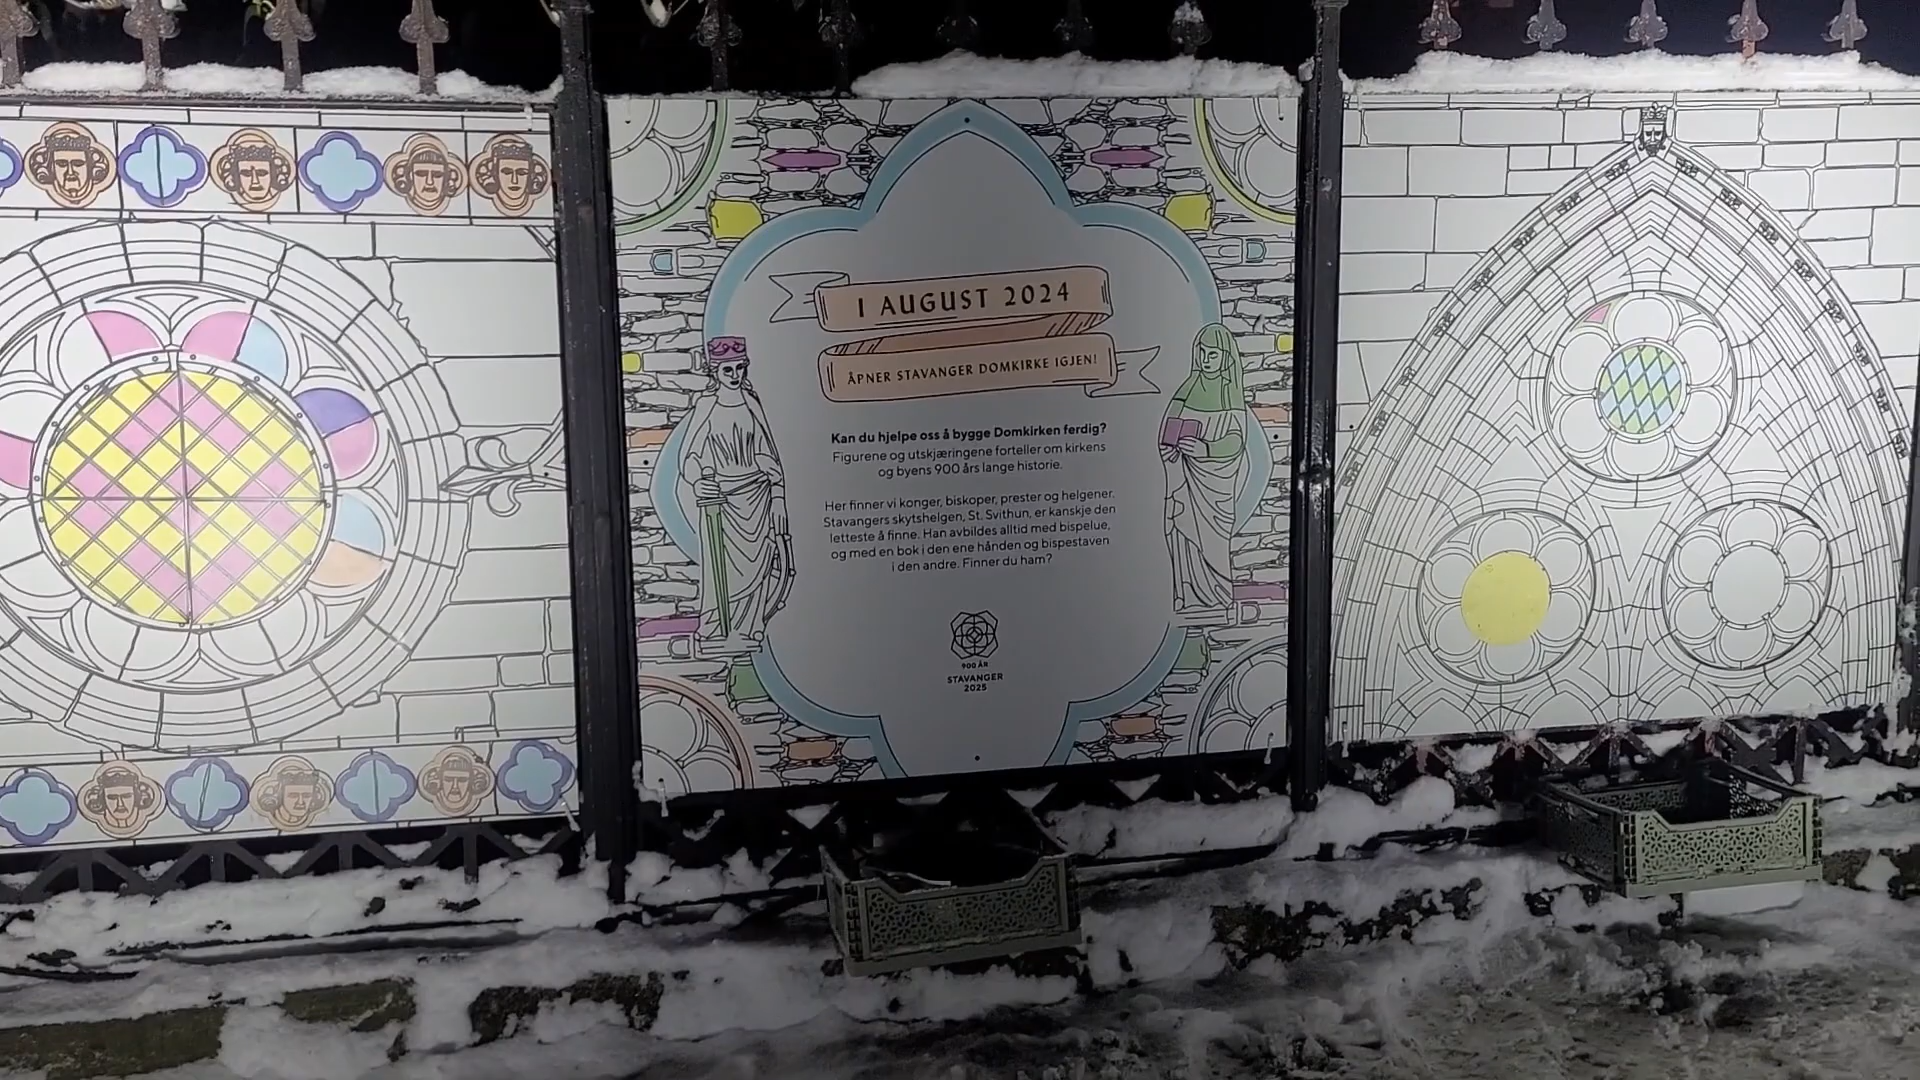 1 AUGUST 2024
ÅPNER STAVANGER DOMKIRKE IGJEN!
Kan du hjelpe oss å bygge Domkirken ferdig?
Figurene og utskjæringene forteller om kirkens
og byens 900 års lange historie.
Her finner vi konger, biskoper, prester og helgener.
Stavangers skytshelgen, St. Svithun, er kanskje den
letteste å finne. Han avbildes alltid med bispelue,
og med en bok i den ene hånden og bispestaven
i den andre. Finner du ham?
900 ÅR
STAVANGER
2025